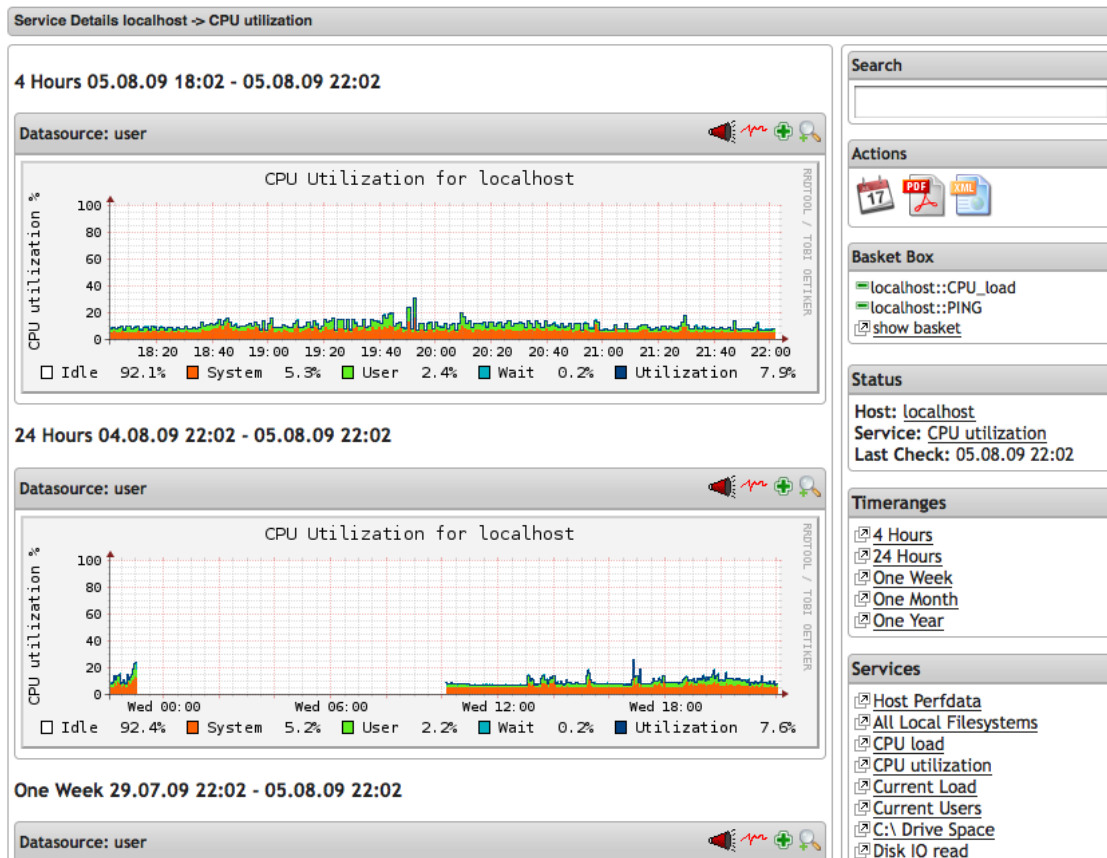 Service Details localhost -> CPU utilization
4 Hours 05.08.09 18:02 - 05.08.09 22:02
Datasource: user
CPU Utilization for localhost
CPU utilization %
100
80
60
40
20
0
18:20 18:40 19:00 19:20 19:40 20:00 20:20 20:40 21:00 21:20 21:40 22:00
Idle 92.1% System 5.3% User 2.4% Wait 0.2% Utilization 7.9%
RRDTOOL / TOBI OETIKER
24 Hours 04.08.09 22:02 - 05.08.09 22:02
Datasource: user
CPU Utilization for localhost
CPU utilization %
100
80
60
40
20
0
Wed 00:00 Wed 06:00 Wed 12:00 Wed 18:00
Idle 92.4% System 5.2% User 2.2% Wait 0.2% Utilization 7.6%
RRDTOOL / TOBI OETIKER
One Week 29.07.09 22:02 - 05.08.09 22:02
Datasource: user
Search
Actions
17
PDF
XML
Basket Box
localhost::CPU_load
localhost::PING
show basket
Status
Host: localhost
Service: CPU utilization
Last Check: 05.08.09 22:02
Timeranges
4 Hours
24 Hours
One Week
One Month
One Year
Services
Host Perfdata
All Local Filesystems
CPU load
CPU utilization
Current Load
Current Users
C:\ Drive Space
Disk IO read